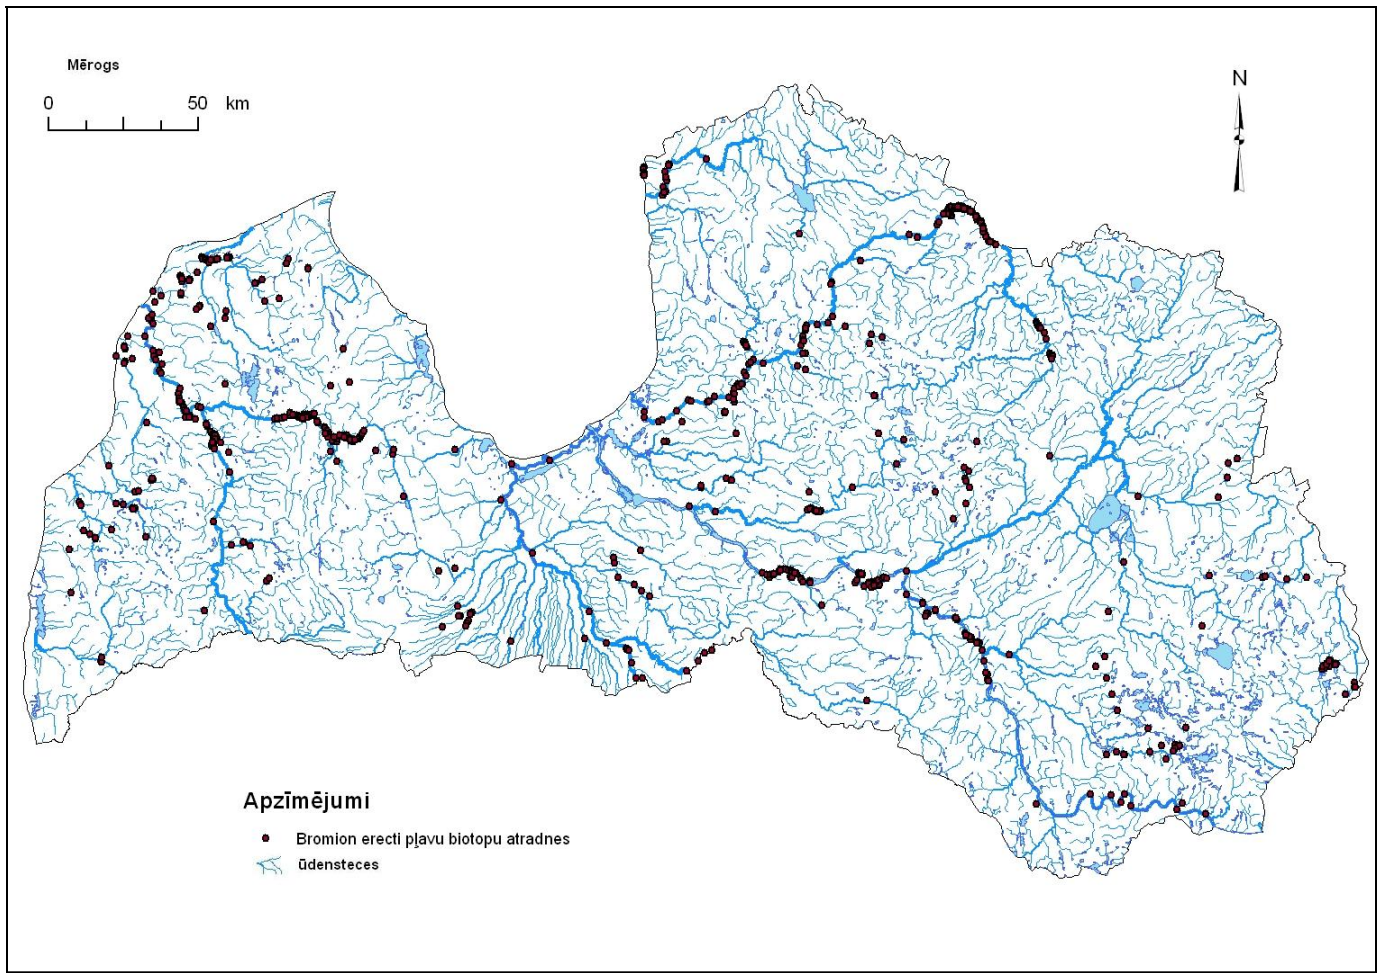 Mērogs
0 50 km
N
Apzīmējumi
Bromion erecti pļavu biotopu atradnes
ūdensteces